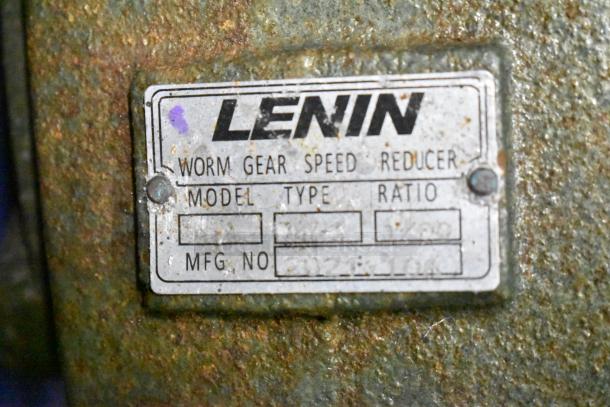 LENIN
WORM GEAR SPEED REDUCER
MODEL TYPE RATIO
MFG NO